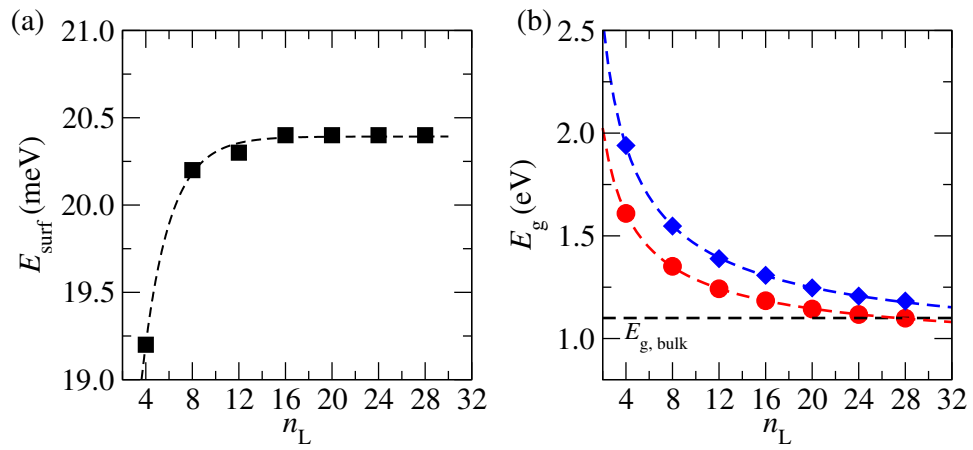 (a)
21.0
20.5
20.0
19.5
19.0
E_surf (meV)
4 8 12 16 20 24 28 32
n_L
(b)
2.5
2.0
1.5
1.0
E_g (eV)
E_g, bulk
4 8 12 16 20 24 28 32
n_L